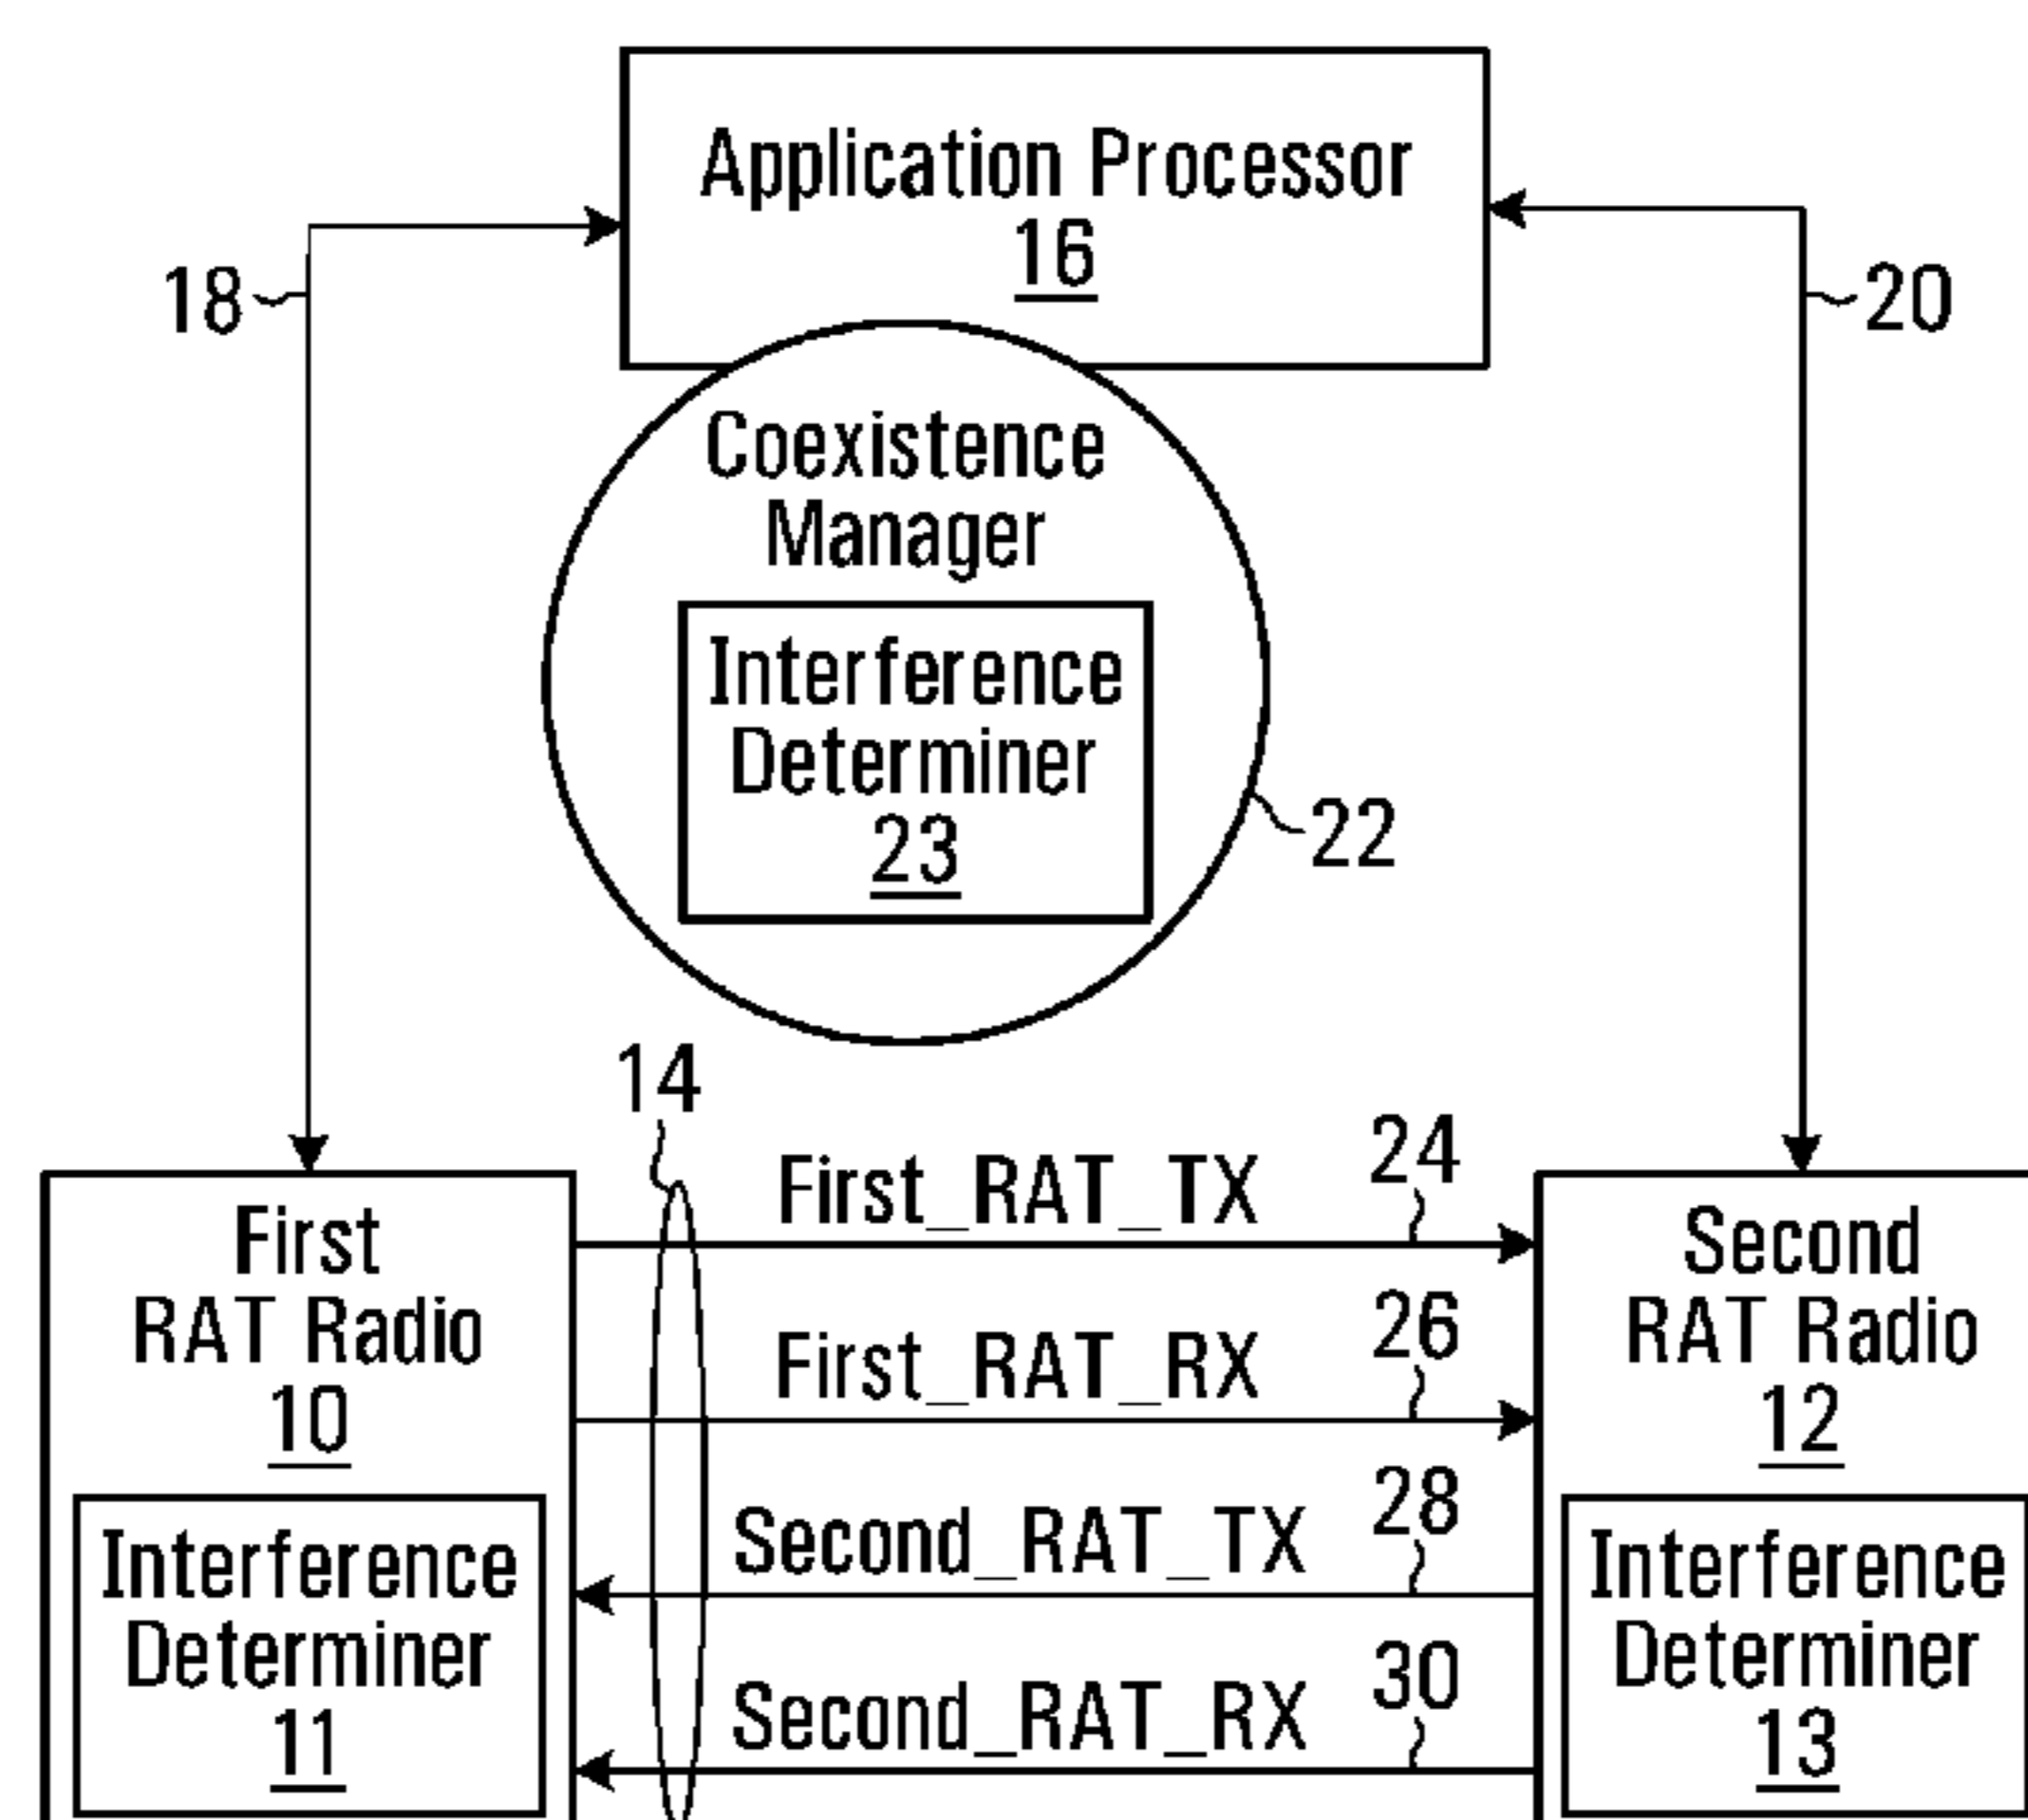 Application Processor
16
18
20
Coexistence
Manager
Interference
Determiner
23
22
14
First_RAT_TX
24
First
RAT Radio
10
First_RAT_RX
26
Second
RAT Radio
12
Second_RAT_TX
28
Interference
Determiner
11
Second_RAT_RX
30
Interference
Determiner
13